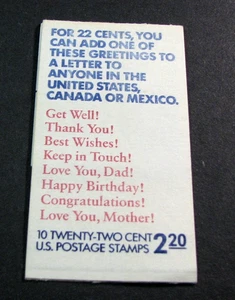 FOR 22 CENTS, YOU
CAN ADD ONE OF
THESE GREETINGS TO
A LETTER TO
ANYONE IN THE
UNITED STATES,
CANADA OR MEXICO.
Get Well!
Thank You!
Best Wishes!
Keep in Touch!
Love You, Dad!
Happy Birthday!
Congratulations!
Love You, Mother!
10 TWENTY-TWO CENT
U.S. POSTAGE STAMPS 2 20